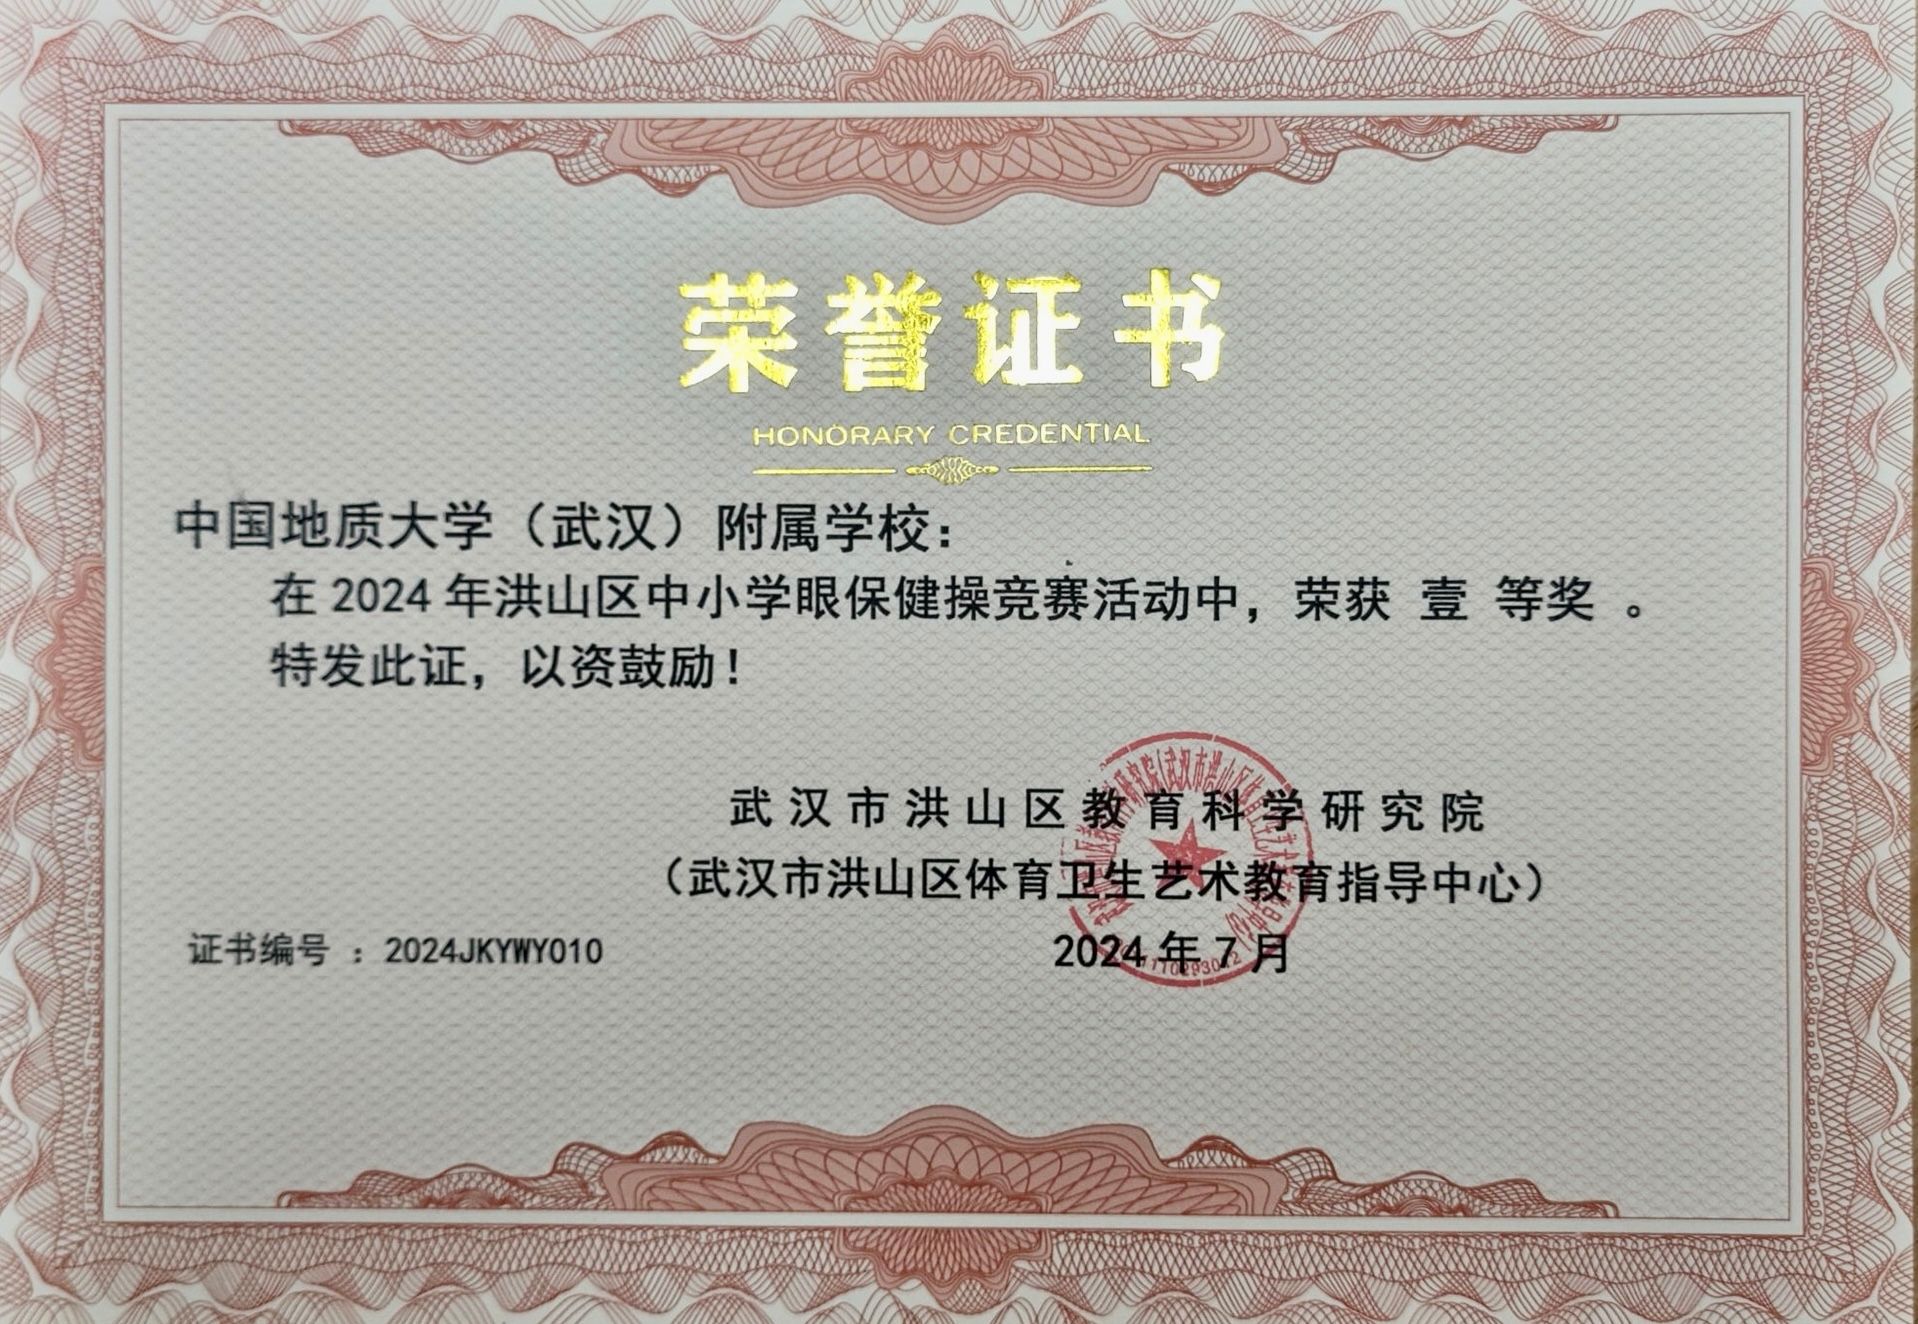 荣誉证书
HONORARY CREDENTIAL
中国地质大学（武汉）附属学校：
在 2024 年洪山区中小学眼保健操竞赛活动中，荣获 壹 等奖 。
特发此证，以资鼓励！
武汉市洪山区教育科学研究院
（武汉市洪山区体育卫生艺术教育指导中心）
证书编号 ：2024JKYWY010
2024 年 7 月